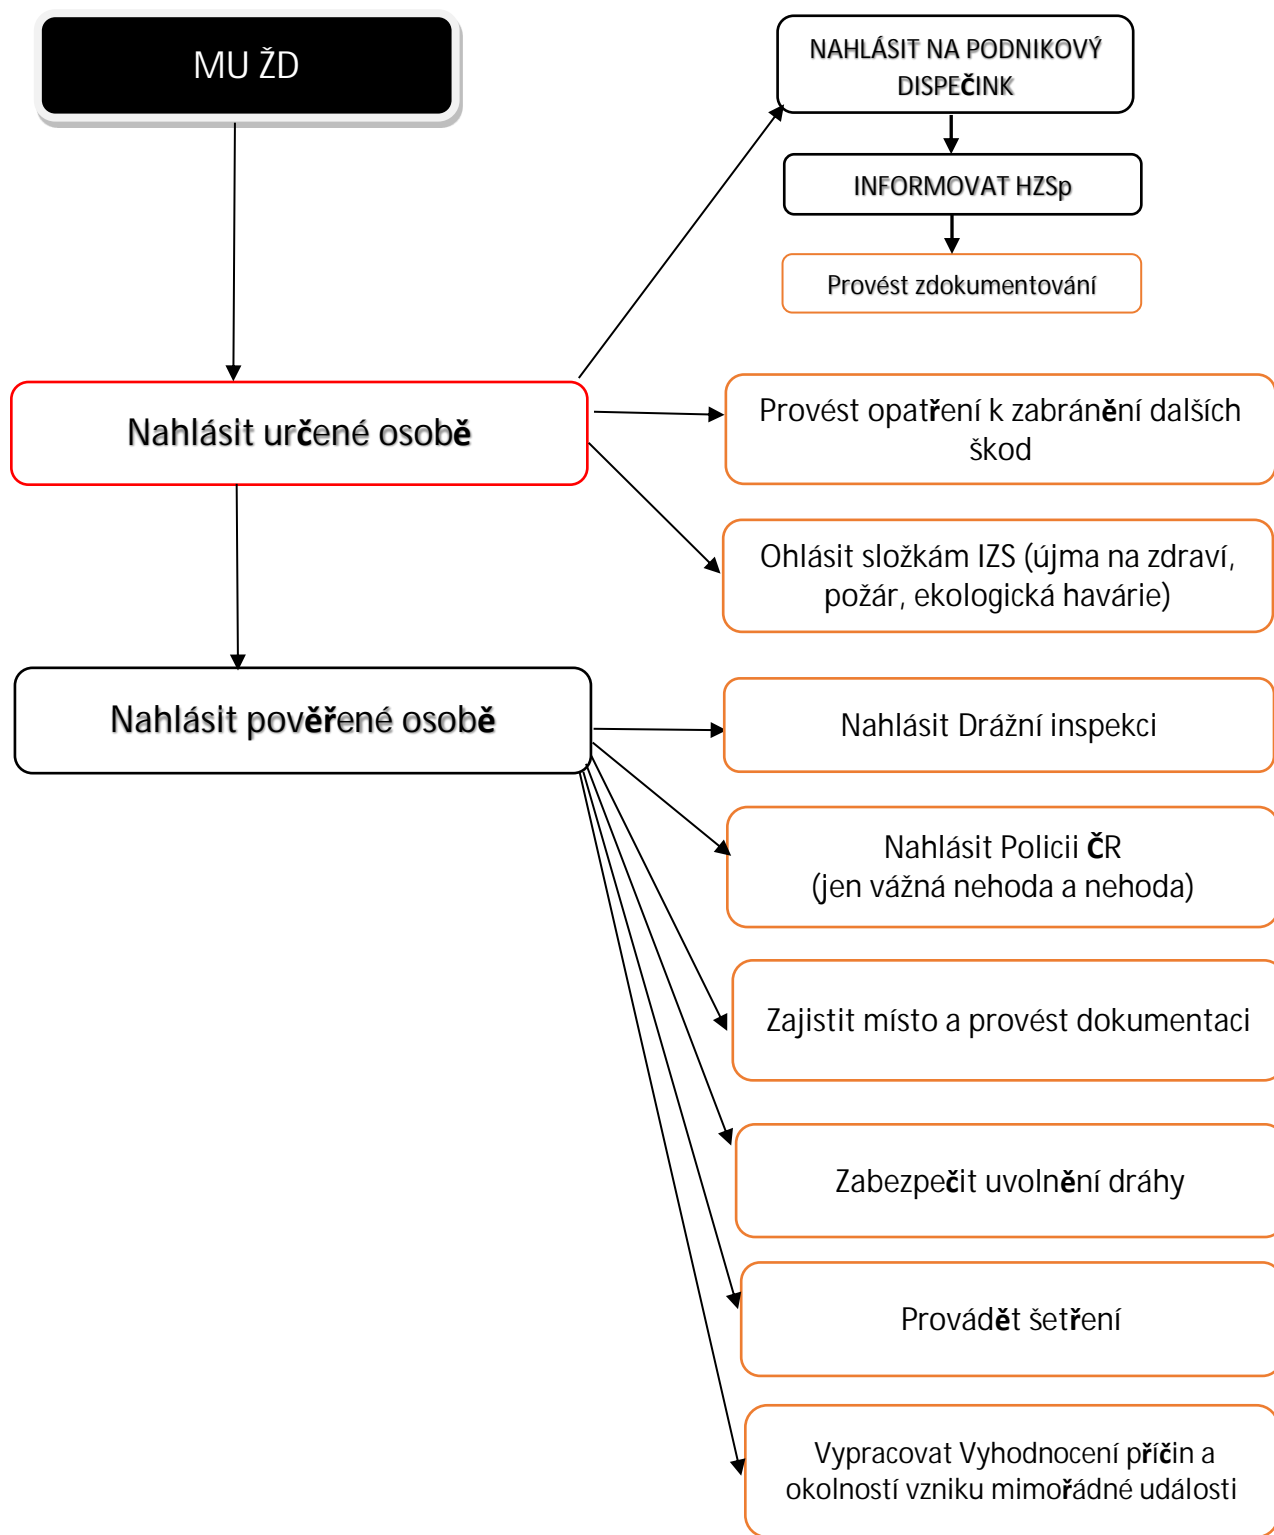 MU ŽD
NAHLÁSIT NA PODNIKOVÝ
DISPEČINK
INFORMOVAT HZSp
Provést zdokumentování
Nahlásit určené osobě
Provést opatření k zabránění dalších
škod
Ohlásit složkám IZS (újma na zdraví,
požár, ekologická havárie)
Nahlásit pověřené osobě
Nahlásit Drážní inspekci
Nahlásit Policii ČR
(jen vážná nehoda a nehoda)
Zajistit místo a provést dokumentaci
Zabezpečit uvolnění dráhy
Provádět šetření
Vypracovat Vyhodnocení příčin a
okolností vzniku mimořádné události